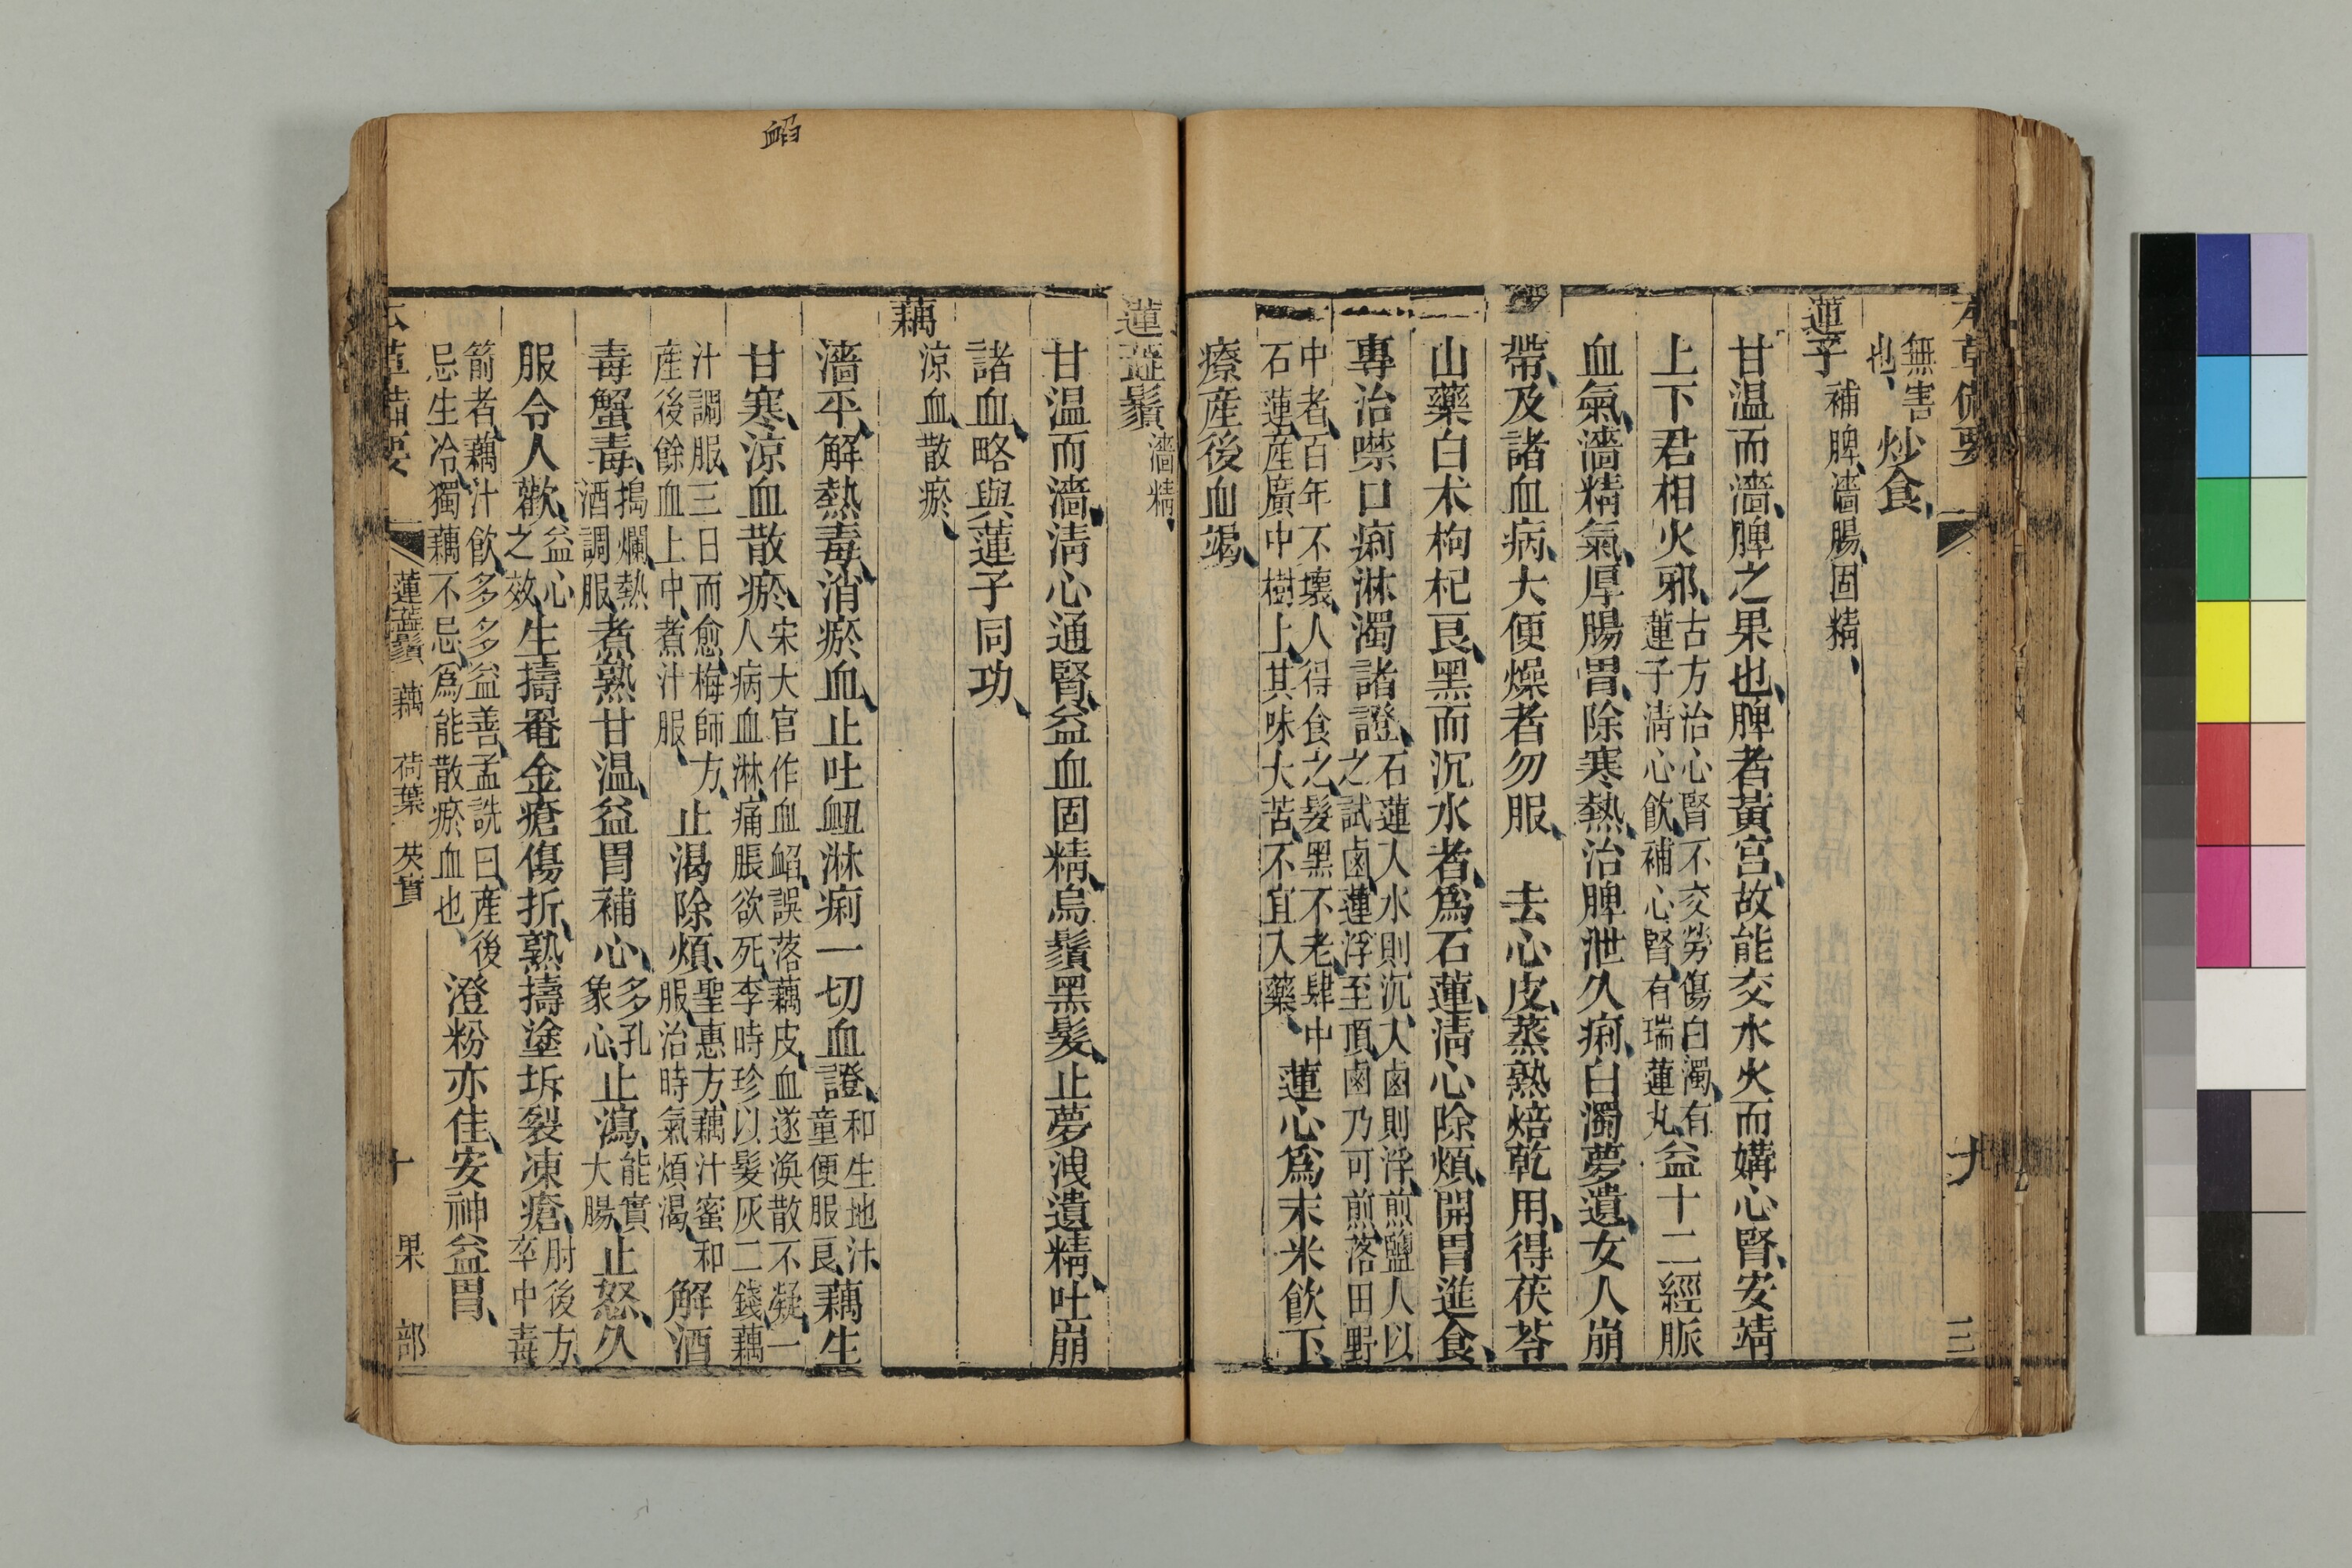 無害也炒食
蓮子補脾濇腸固精
甘温而濇脾之果也脾者黃宮故能交水火而媾心腎安靖
上下君相火邪古方治心腎不交勞傷白濁有蓮子淸心飲補心腎有瑞蓮丸益十二經脈
血氣濇精氣厚腸胃除寒熱治脾泄久痢白濁夢遺女人崩
帶及諸血病大便燥者勿服　去心皮蒸熟焙乾用得茯苓
山藥白朮枸杞良黑而沉水者爲石蓮淸心除煩開胃進食
專治噤口痢淋濁諸證石蓮入水則沉入鹵則浮煎鹽人以之試鹵蓮浮至頂鹵乃可煎落田野
中者百年不壞人得食之髮黑不老肆中石蓮產廣中樹上其味大苦不宜入藥蓮心爲末米飲下
療産後血竭
蓮蕋鬚濇精
甘温而濇淸心通腎益血固精烏鬚黑髮止夢洩遺精吐崩
諸血略與蓮子同功
藕涼血散瘀
濇平解熱毒消瘀血止吐衄淋痢一切血證和生地汁童便服良藕生
甘寒涼血散瘀宋大官作血䘓誤落藕皮血遂渙散不凝一人病血淋痛脹欲死李時珍以髮灰二錢藕
汁調服三日而愈梅師方產後餘血上中煮汁服止渴除煩聖惠方藕汁蜜和服治時氣煩渴解酒
毒蟹毒搗爛熱酒調服煮熟甘温益胃補心多孔象心止瀉能實大腸止怒久
服令人歡益心之效生擣罨金瘡傷折熟擣塗坼裂凍瘡肘後方卒中毒
箭者藕汁飲多多益善孟詵曰產後忌生冷獨藕不忌爲能散瘀血也澄粉亦佳安神益胃
本草備要　蓮蕋鬚　藕　荷葉　芡實　十　果部
䘓